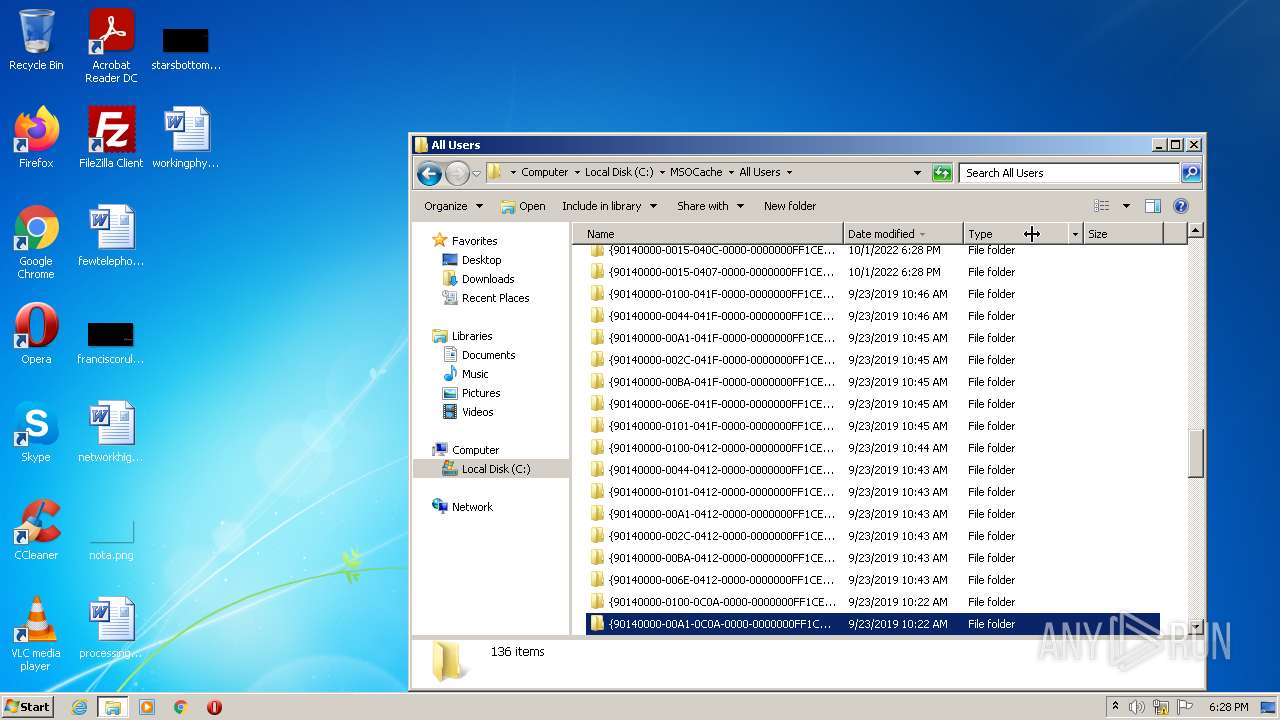 Recycle Bin
Acrobat Reader DC
starsbottom...
Firefox
FileZilla Client
workingphy...
Google Chrome
fewtelepho...
Opera
franciscorul...
Skype
networkhig...
CCleaner
nota.png
VLC media player
processing...
All Users
Computer Local Disk (C:) MSOCache All Users
Search All Users
Organize Open Include in library Share with New folder
Favorites
Desktop
Downloads
Recent Places
Libraries
Documents
Music
Pictures
Videos
Computer
Local Disk (C:)
Network
Name Date modified Type Size
{90140000-0015-040C-0000-0000000FF1CE... 10/1/2022 6:28 PM File folder
{90140000-0015-0407-0000-0000000FF1CE... 10/1/2022 6:28 PM File folder
{90140000-0100-041F-0000-0000000FF1CE... 9/23/2019 10:46 AM File folder
{90140000-0044-041F-0000-0000000FF1CE... 9/23/2019 10:46 AM File folder
{90140000-00A1-041F-0000-0000000FF1CE... 9/23/2019 10:45 AM File folder
{90140000-002C-041F-0000-0000000FF1CE... 9/23/2019 10:45 AM File folder
{90140000-00BA-041F-0000-0000000FF1CE... 9/23/2019 10:45 AM File folder
{90140000-006E-041F-0000-0000000FF1CE... 9/23/2019 10:45 AM File folder
{90140000-0101-041F-0000-0000000FF1CE... 9/23/2019 10:45 AM File folder
{90140000-0100-0412-0000-0000000FF1CE... 9/23/2019 10:44 AM File folder
{90140000-0044-0412-0000-0000000FF1CE... 9/23/2019 10:43 AM File folder
{90140000-0101-0412-0000-0000000FF1CE... 9/23/2019 10:43 AM File folder
{90140000-00A1-0412-0000-0000000FF1CE... 9/23/2019 10:43 AM File folder
{90140000-002C-0412-0000-0000000FF1CE... 9/23/2019 10:43 AM File folder
{90140000-00BA-0412-0000-0000000FF1CE... 9/23/2019 10:43 AM File folder
{90140000-006E-0412-0000-0000000FF1CE... 9/23/2019 10:43 AM File folder
{90140000-0100-0C0A-0000-0000000FF1CE... 9/23/2019 10:22 AM File folder
{90140000-00A1-0C0A-0000-0000000FF1C... 9/23/2019 10:22 AM File folder
136 items
ANY RUN
Start
6:28 PM